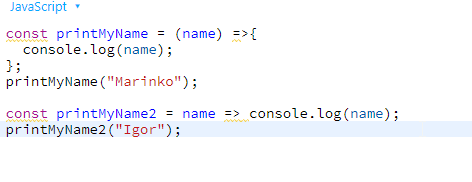 JavaScript
const printMyName = (name) =>{
  console.log(name);
};
printMyName("Marinko");
const printMyName2 = name => console.log(name);
printMyName2("Igor");